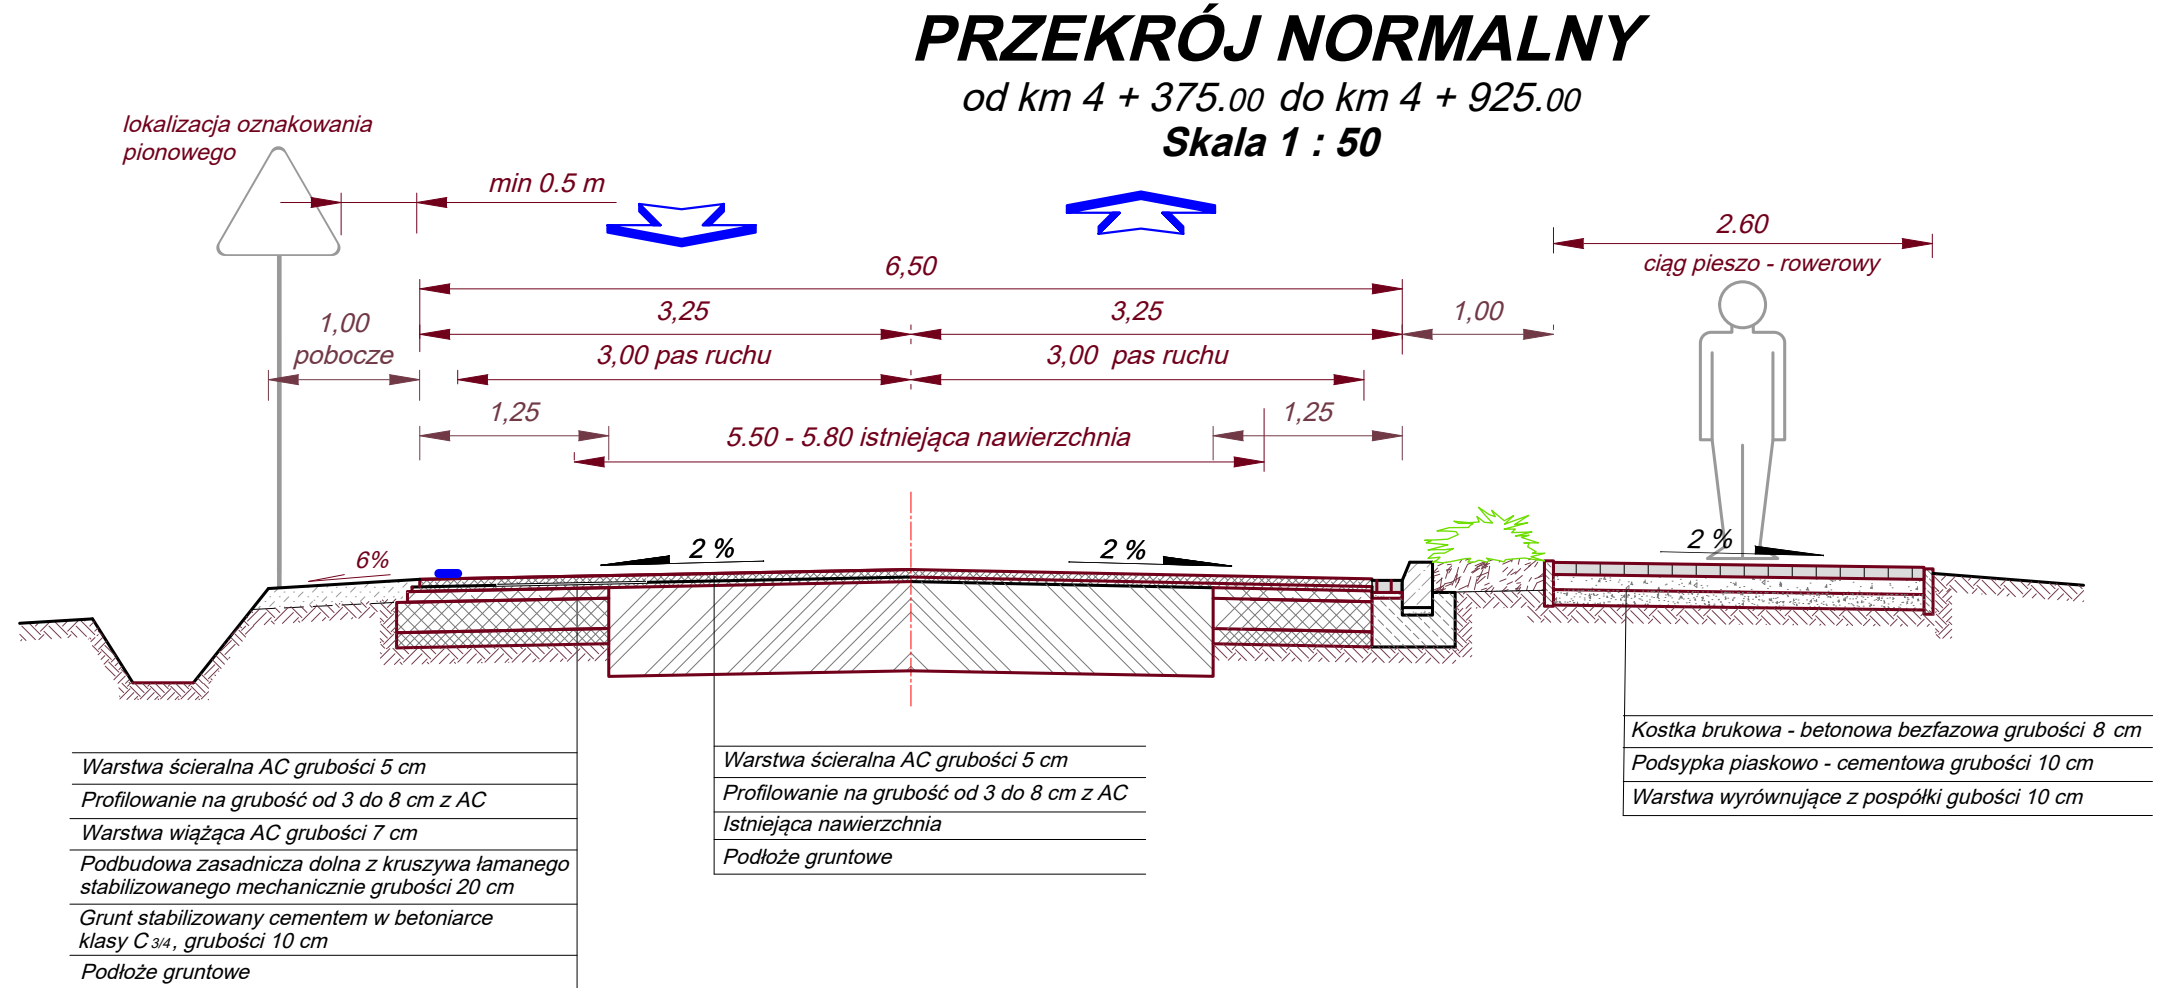 PRZEKRÓJ NORMALNY
od km 4 + 375.00 do km 4 + 925.00
Skala 1 : 50
lokalizacja oznakowania
pionowego
min 0.5 m
2.60
ciąg pieszo - rowerowy
6,50
3,25
3,25
1,00
pobocze
1,00
3,00 pas ruchu
3,00 pas ruchu
1,25
1,25
5.50 - 5.80 istniejąca nawierzchnia
6%
2 %
2 %
2 %
Warstwa ścieralna AC grubości 5 cm
Profilowanie na grubość od 3 do 8 cm z AC
Warstwa wiążąca AC grubości 7 cm
Podbudowa zasadnicza dolna z kruszywa łamanego
stabilizowanego mechanicznie grubości 20 cm
Grunt stabilizowany cementem w betoniarce
klasy C 3/4 , grubości 10 cm
Podłoże gruntowe
Warstwa ścieralna AC grubości 5 cm
Profilowanie na grubość od 3 do 8 cm z AC
Istniejąca nawierzchnia
Podłoże gruntowe
Kostka brukowa - betonowa bezfazowa grubości 8 cm
Podsypka piaskowo - cementowa grubości 10 cm
Warstwa wyrównujące z pospółki gubości 10 cm